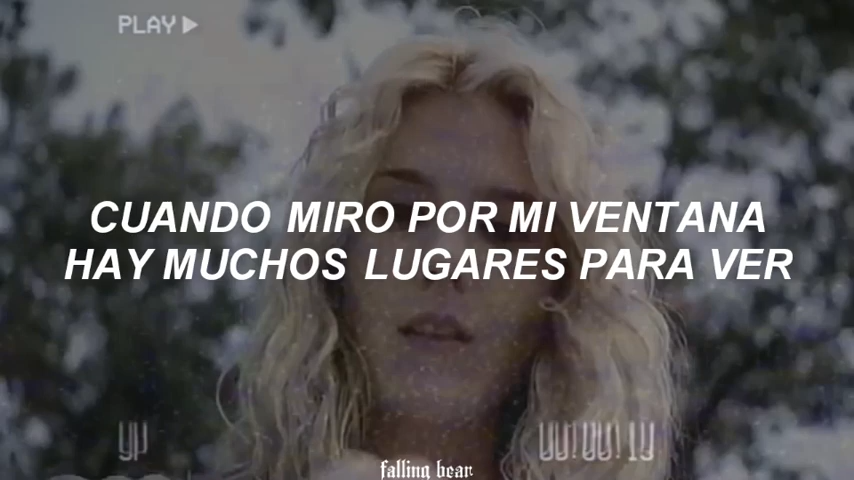 PLAY
CUANDO MIRO POR MI VENTANA
HAY MUCHOS LUGARES PARA VER
falling bear